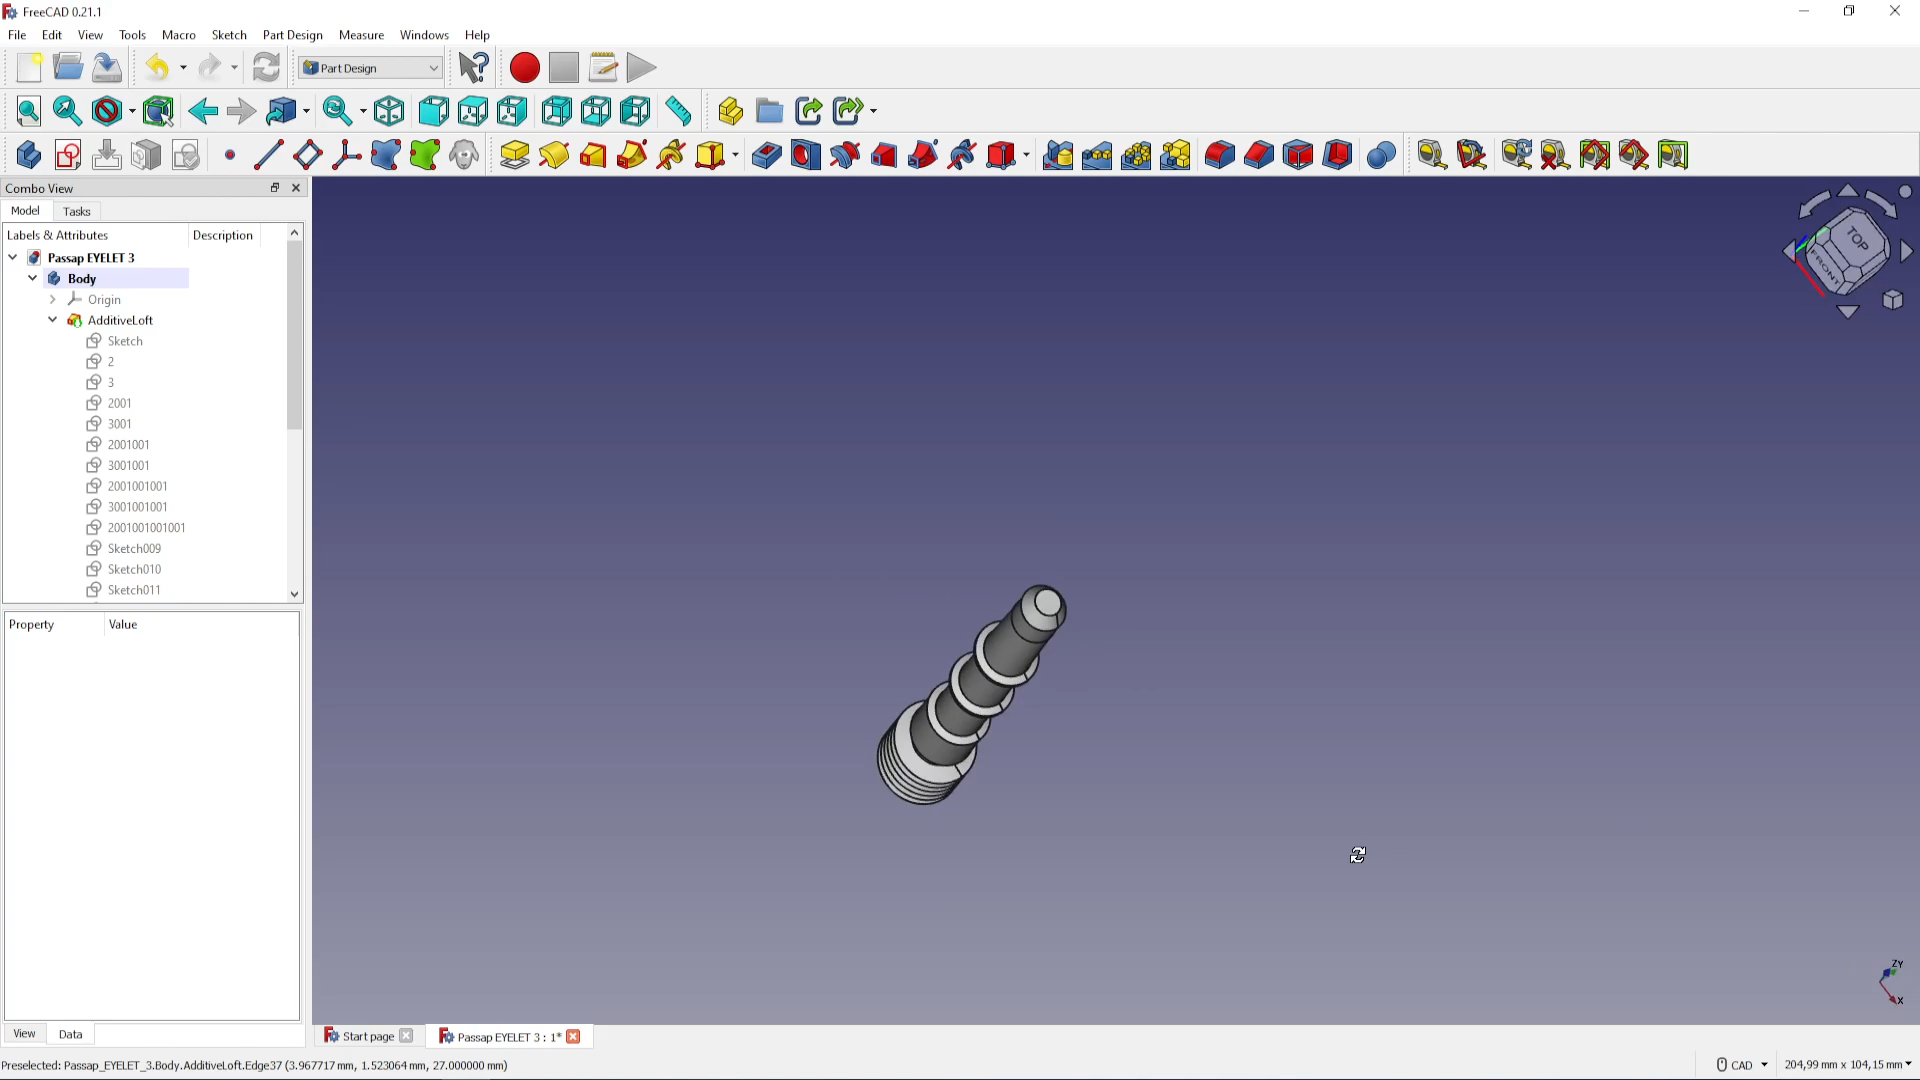 FreeCAD 0.21.1
File Edit View Tools Macro Sketch Part Design Measure Windows Help
Part Design
Combo View
Model Tasks
Labels & Attributes Description
Passap EYELET 3
Body
Origin
AdditiveLoft
Sketch
2
3
2001
3001
2001001
3001001
2001001001
3001001001
2001001001001
Sketch009
Sketch010
Sketch011
Property Value
TOP
FRONT
ZY
X
View Data
Start page Passap EYELET 3 : 1*
Preselected: Passap_EYELET_3.Body.AdditiveLoft.Edge37 (3.967717 mm, 1.523064 mm, 27.000000 mm)
CAD 204,99 mm x 104,15 mm